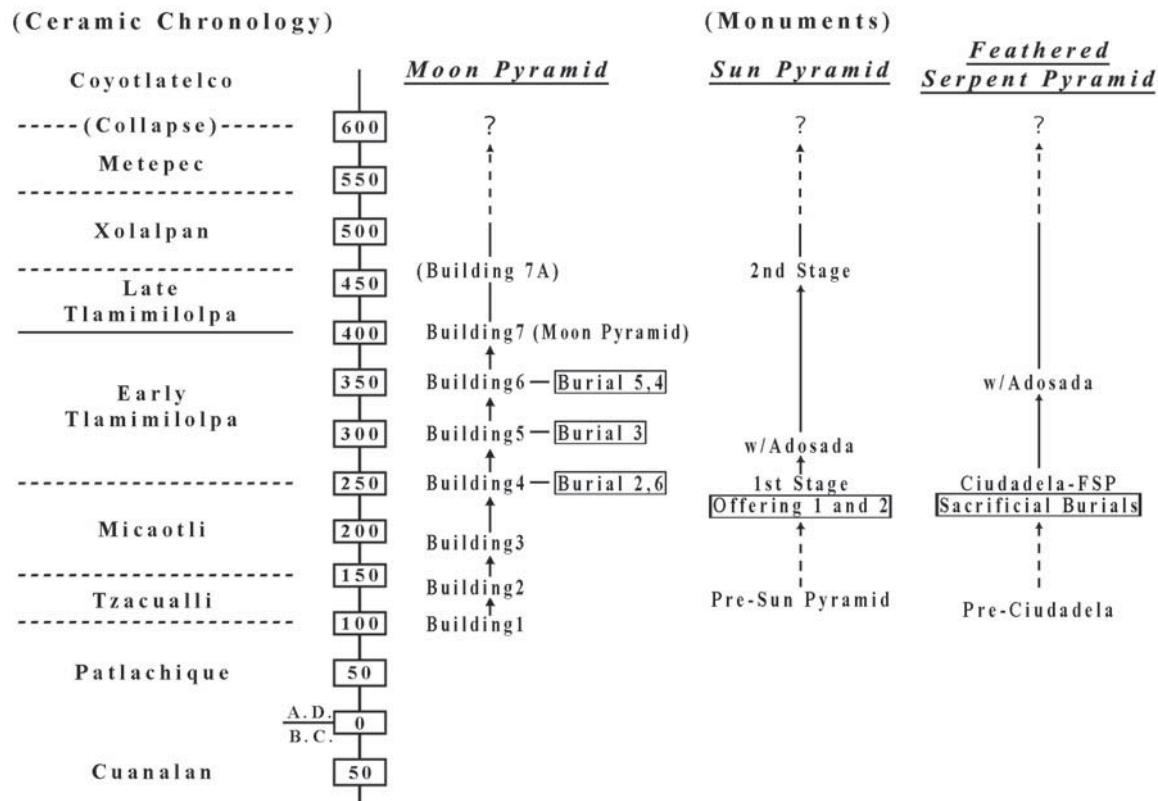 (Ceramic Chronology)
(Monuments)
Moon Pyramid
Sun Pyramid
Feathered
Serpent Pyramid
Coyotlatelco
(Collapse)
Metepec
Xolalpan
Late
Tlamimilolpa
Early
Tlamimilolpa
Micaotli
Tzacualli
Patlachique
Cuanalan
600
550
500
450
400
350
300
250
200
150
100
50
A.D.
0
B.C.
50
?
(Building 7A)
Building7 (Moon Pyramid)
Building6 — Burial 5,4
Building5 — Burial 3
Building4 — Burial 2,6
Building3
Building2
Building1
?
2nd Stage
w/Adosada
1st Stage
Offering 1 and 2
Pre-Sun Pyramid
?
w/Adosada
Ciudadela-FSP
Sacrificial Burials
Pre-Ciudadela